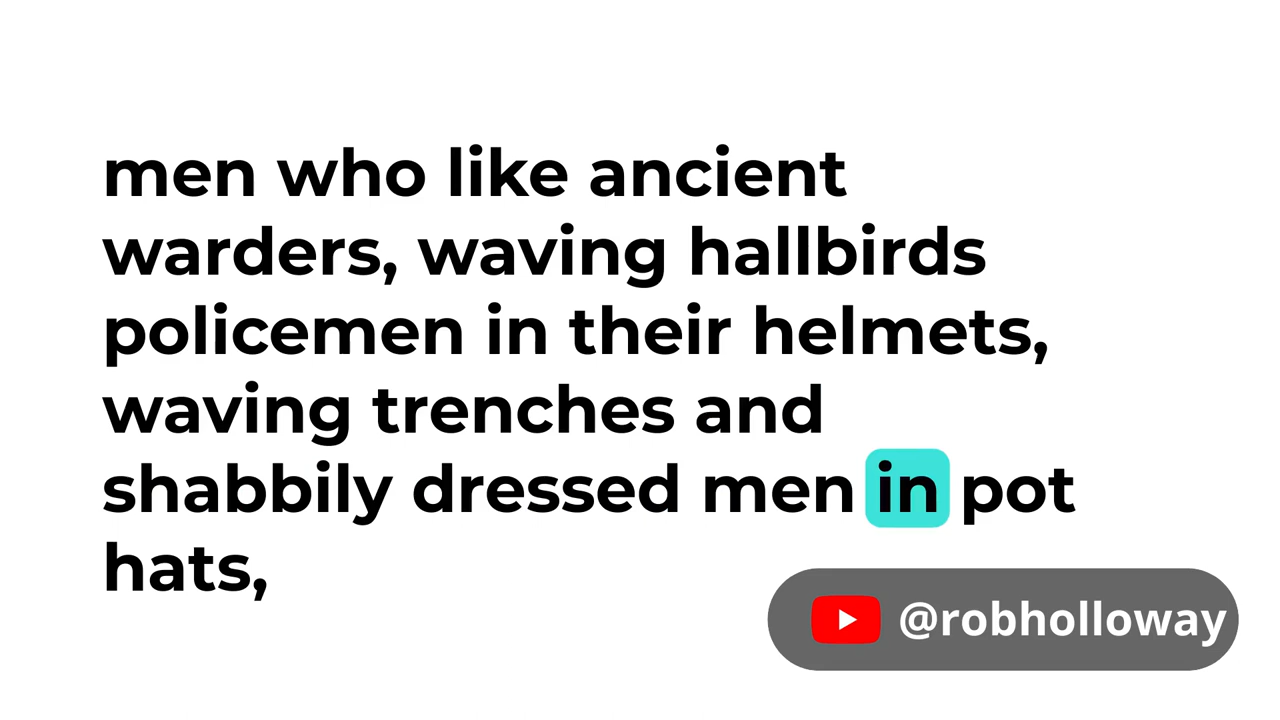 men who like ancient
warders, waving hallbirds
policemen in their helmets,
waving trenches and
shabbily dressed men in pot
hats,
@robholloway